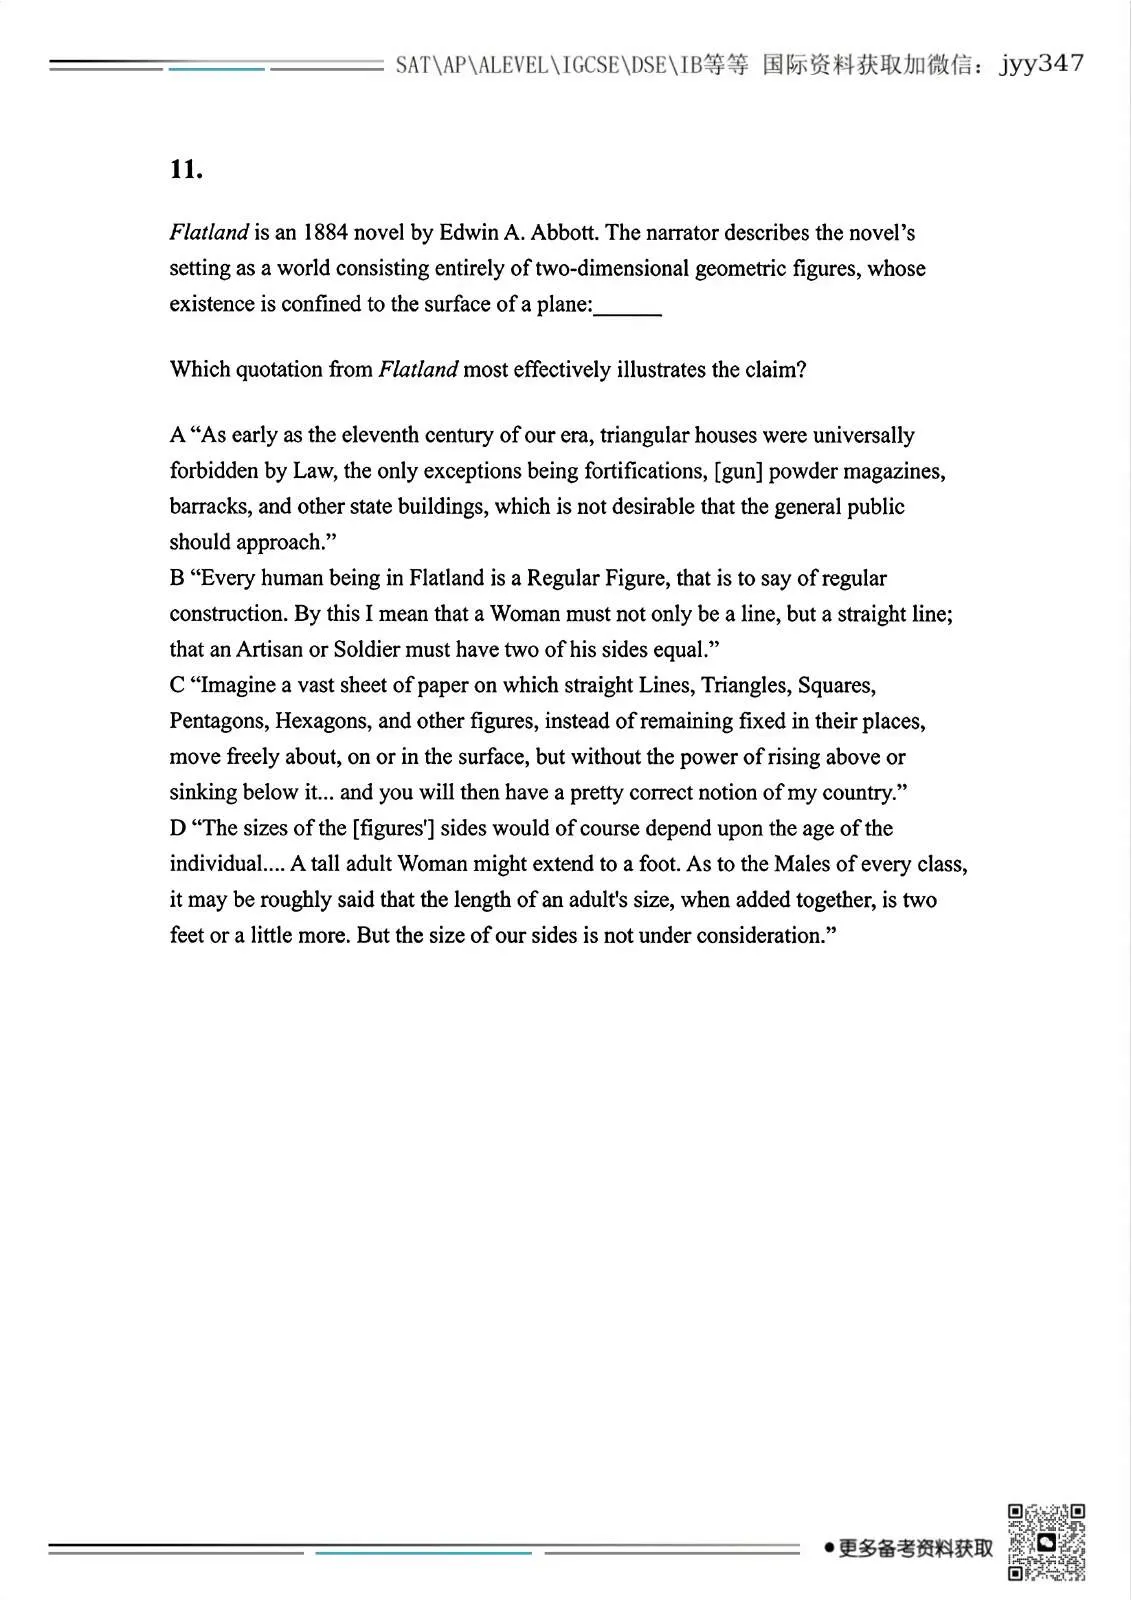 SAT\AP\ALEVEL\IGCSE\DSE\IB等等 国际资料获取加微信：jyy347
11.
Flatland is an 1884 novel by Edwin A. Abbott. The narrator describes the novel’s
setting as a world consisting entirely of two-dimensional geometric figures, whose
existence is confined to the surface of a plane:______
Which quotation from Flatland most effectively illustrates the claim?
A “As early as the eleventh century of our era, triangular houses were universally
forbidden by Law, the only exceptions being fortifications, [gun] powder magazines,
barracks, and other state buildings, which is not desirable that the general public
should approach.”
B “Every human being in Flatland is a Regular Figure, that is to say of regular
construction. By this I mean that a Woman must not only be a line, but a straight line;
that an Artisan or Soldier must have two of his sides equal.”
C “Imagine a vast sheet of paper on which straight Lines, Triangles, Squares,
Pentagons, Hexagons, and other figures, instead of remaining fixed in their places,
move freely about, on or in the surface, but without the power of rising above or
sinking below it... and you will then have a pretty correct notion of my country.”
D “The sizes of the [figures'] sides would of course depend upon the age of the
individual.... A tall adult Woman might extend to a foot. As to the Males of every class,
it may be roughly said that the length of an adult's size, when added together, is two
feet or a little more. But the size of our sides is not under consideration.”
●更多备考资料获取